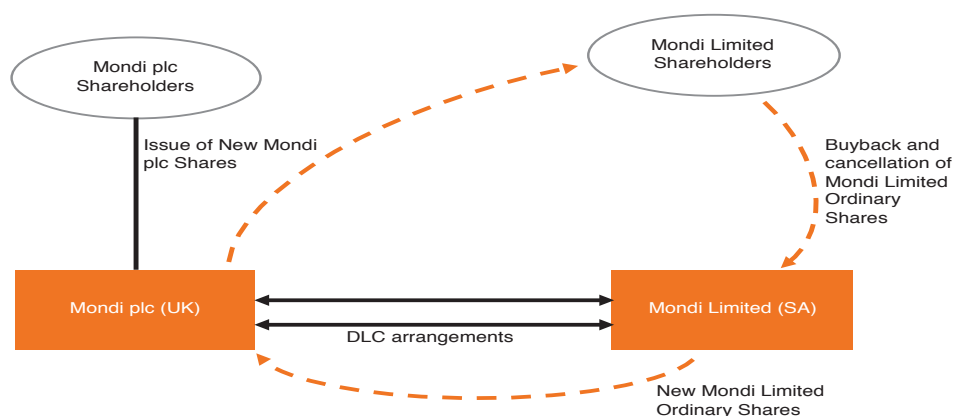 Mondi plc
Shareholders
Mondi Limited
Shareholders
Issue of New Mondi
plc Shares
Buyback and
cancellation of
Mondi Limited
Ordinary
Shares
Mondi plc (UK)
Mondi Limited (SA)
DLC arrangements
New Mondi Limited
Ordinary Shares